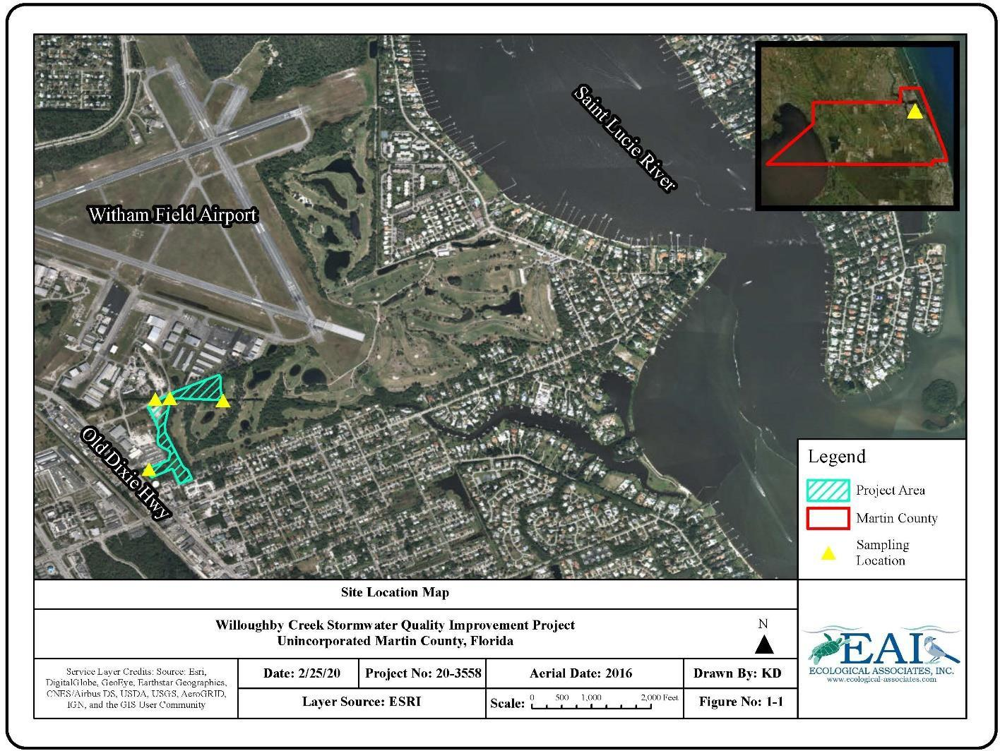 Saint Lucie River
Witham Field Airport
Old Dixie Hwy
Legend
Project Area
Martin County
Sampling
Location
Site Location Map
Willoughby Creek Stormwater Quality Improvement Project
Unincorporated Martin County, Florida
N
Service Layer Credits: Source: Esri,
DigitalGlobe, GeoEye, Earthstar Geographics,
CNES/Airbus DS, USDA, USGS, AeroGRID,
IGN, and the GIS User Community
Date: 2/25/20
Project No: 20-3558
Aerial Date: 2016
Drawn By: KD
Layer Source: ESRI
Scale: 0 500 1,000 2,000 Feet
Figure No: 1-1
EAI
ECOLOGICAL ASSOCIATES, INC.
www.ecological-associates.com